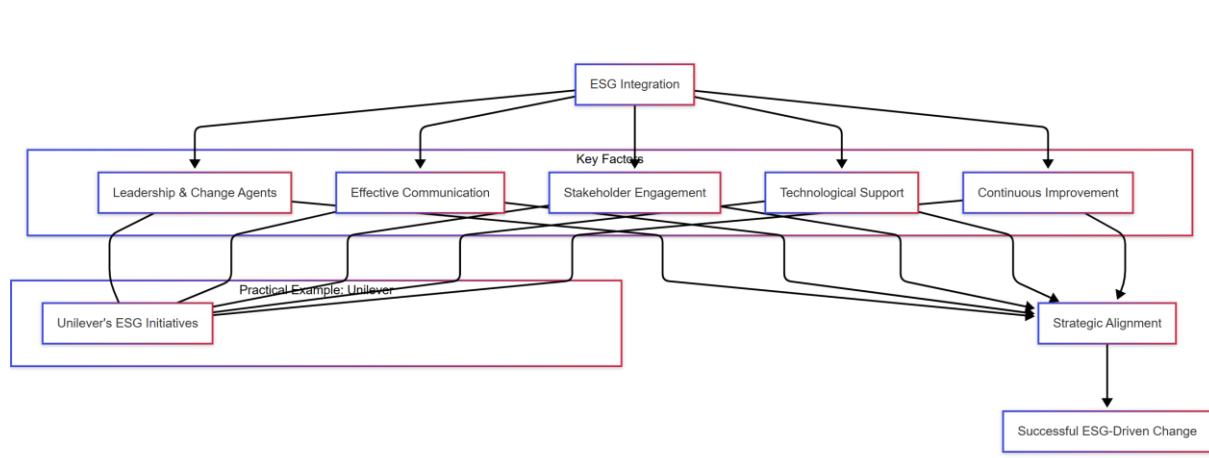 ESG Integration
Key Factors
Leadership & Change Agents
Effective Communication
Stakeholder Engagement
Technological Support
Continuous Improvement
Practical Example: Unilever
Unilever's ESG Initiatives
Strategic Alignment
Successful ESG-Driven Change